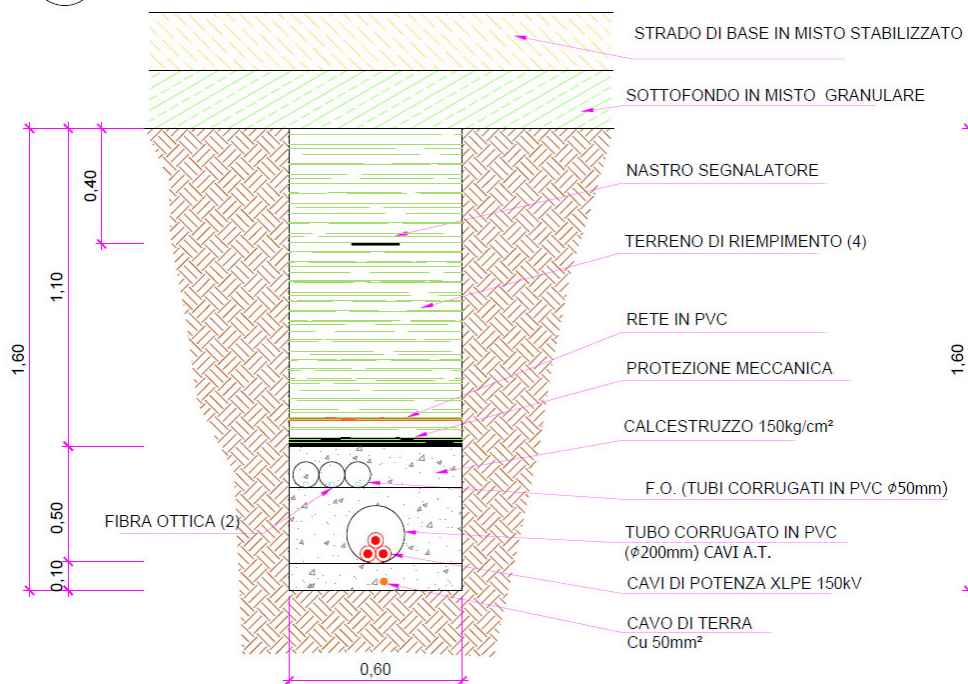 STRADO DI BASE IN MISTO STABILIZZATO
SOTTOFONDO IN MISTO GRANULARE
NASTRO SEGNALATORE
TERRENO DI RIEMPIMENTO (4)
RETE IN PVC
PROTEZIONE MECCANICA
CALCESTRUZZO 150kg/cm²
F.O. (TUBI CORRUGATI IN PVC ϕ50mm)
FIBRA OTTICA (2)
TUBO CORRUGATO IN PVC
(ϕ200mm) CAVI A.T.
CAVI DI POTENZA XLPE 150kV
CAVO DI TERRA
Cu 50mm²
0,40
1,10
1,60
0,50
0,10
1,60
0,60